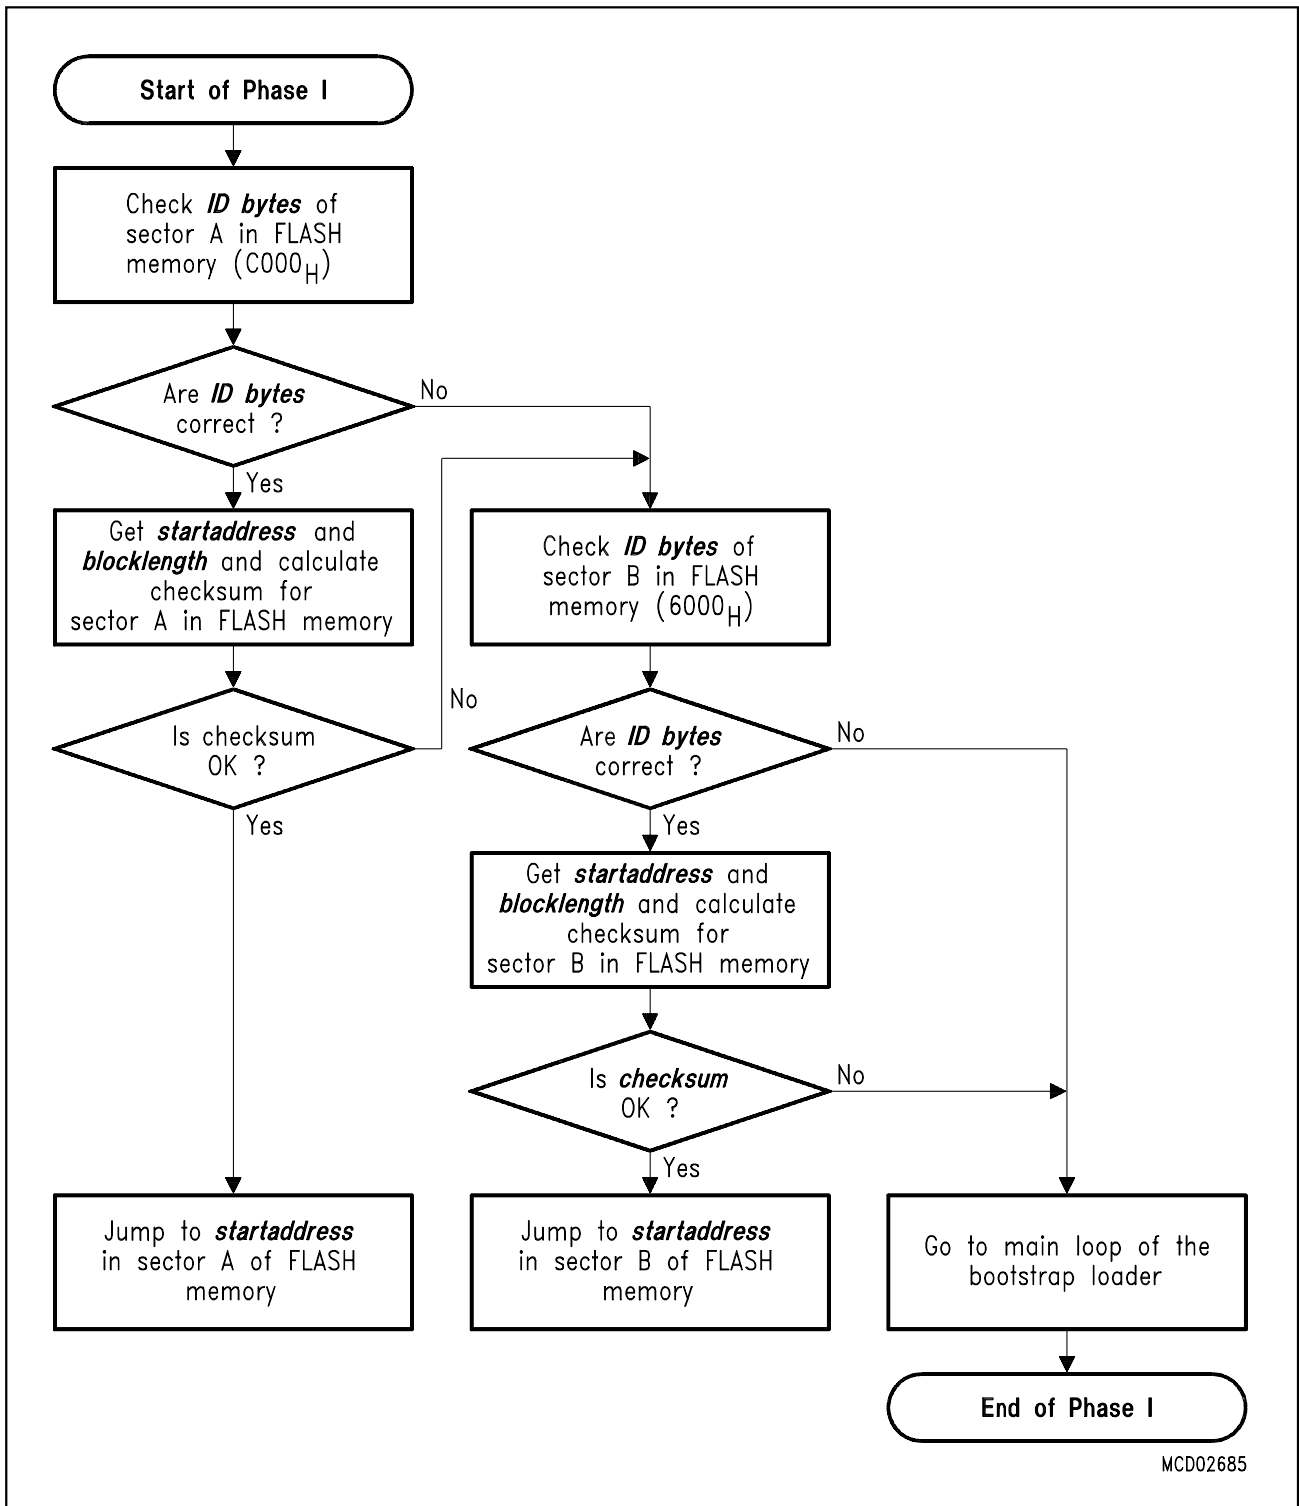 Start of Phase I
Check ID bytes of
sector A in FLASH
memory (C000H)
Are ID bytes
correct ?
No
Yes
Get startaddress and
blocklength and calculate
checksum for
sector A in FLASH memory
Is checksum
OK ?
No
Yes
Jump to startaddress
in sector A of FLASH
memory
Check ID bytes of
sector B in FLASH
memory (6000H)
Are ID bytes
correct ?
No
Yes
Get startaddress and
blocklength and calculate
checksum for
sector B in FLASH memory
Is checksum
OK ?
No
Yes
Jump to startaddress
in sector B of FLASH
memory
Go to main loop of the
bootstrap loader
End of Phase I
MCD02685